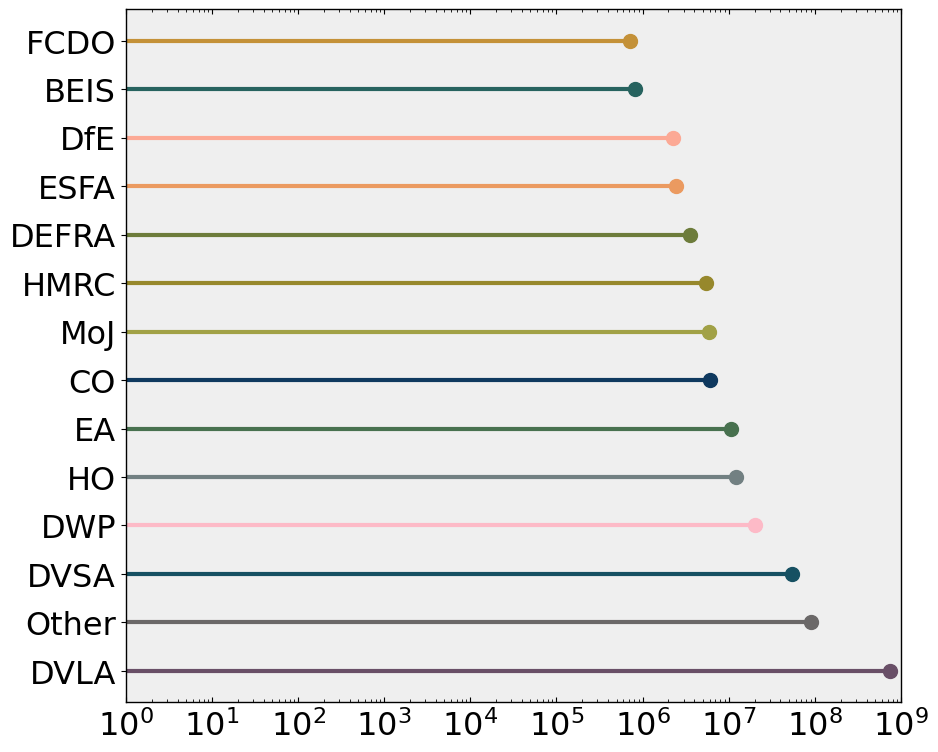 FCDO
BEIS
DfE
ESFA
DEFRA
HMRC
MoJ
CO
EA
HO
DWP
DVSA
Other
DVLA
10⁰ 10¹ 10² 10³ 10⁴ 10⁵ 10⁶ 10⁷ 10⁸ 10⁹